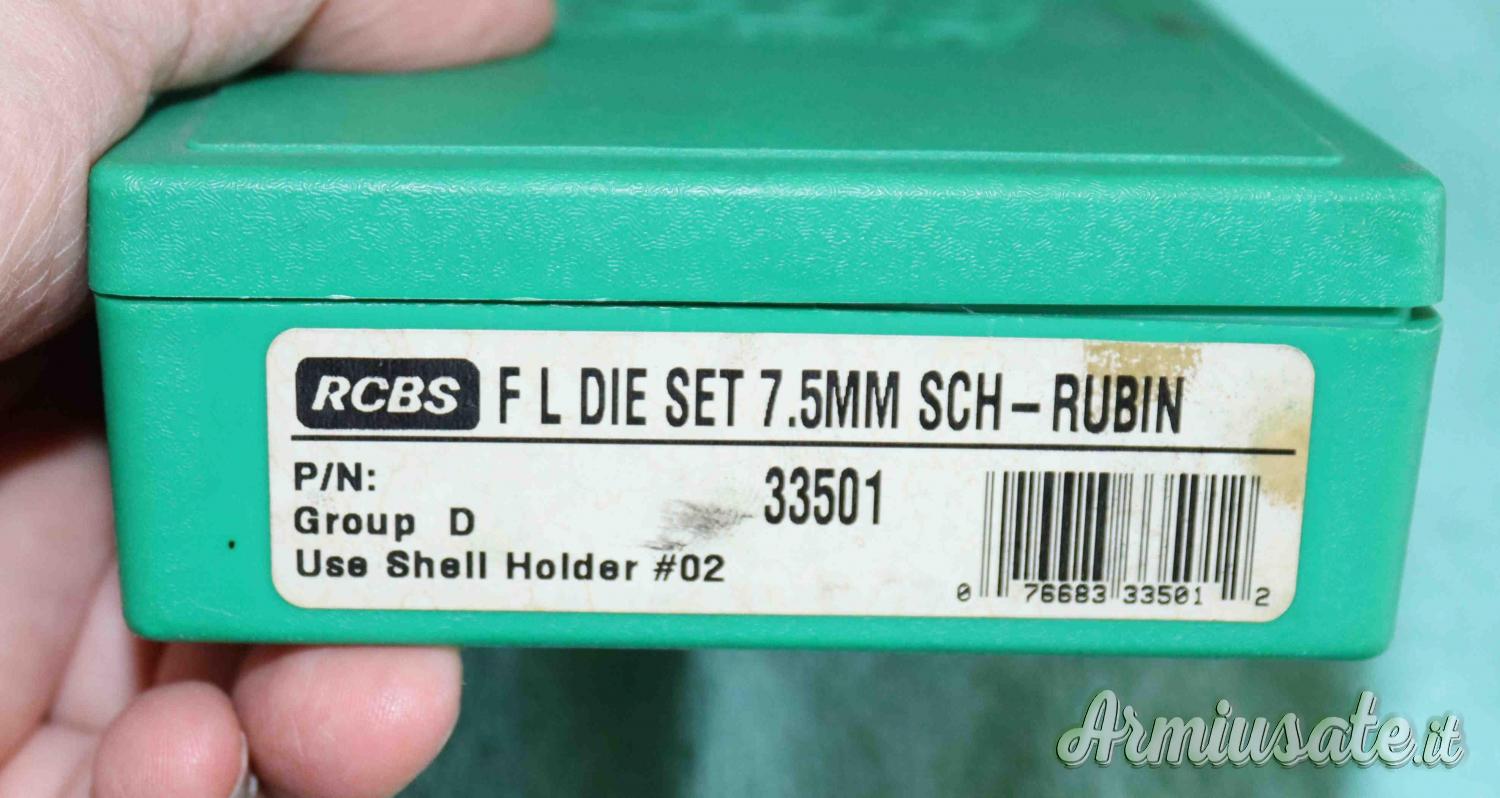 RCBS F L DIE SET 7.5MM SCH-RUBIN
P/N: 33501
Group D
Use Shell Holder #02
0 76683 33501 2
Armiusate.it